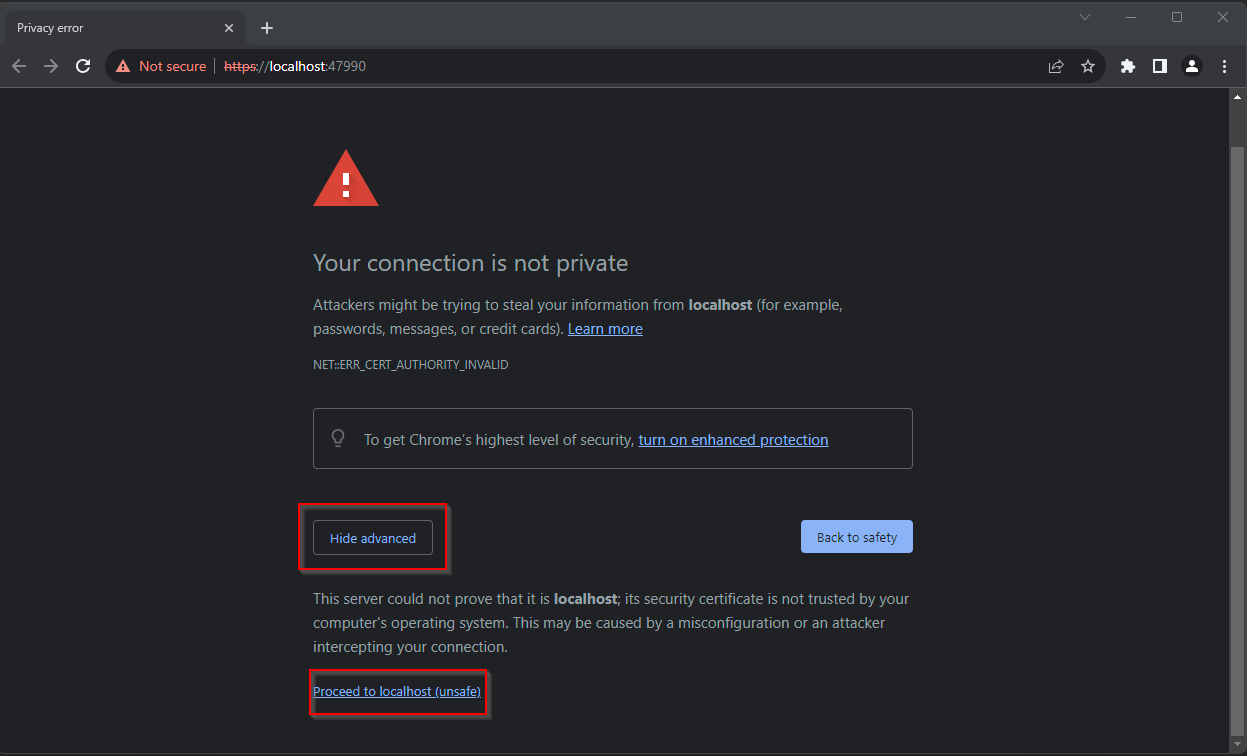 Privacy error
Not secure | https://localhost:47990
Your connection is not private
Attackers might be trying to steal your information from localhost (for example,
passwords, messages, or credit cards). Learn more
NET::ERR_CERT_AUTHORITY_INVALID
To get Chrome's highest level of security, turn on enhanced protection
Hide advanced
Back to safety
This server could not prove that it is localhost; its security certificate is not trusted by your
computer's operating system. This may be caused by a misconfiguration or an attacker
intercepting your connection.
Proceed to localhost (unsafe)